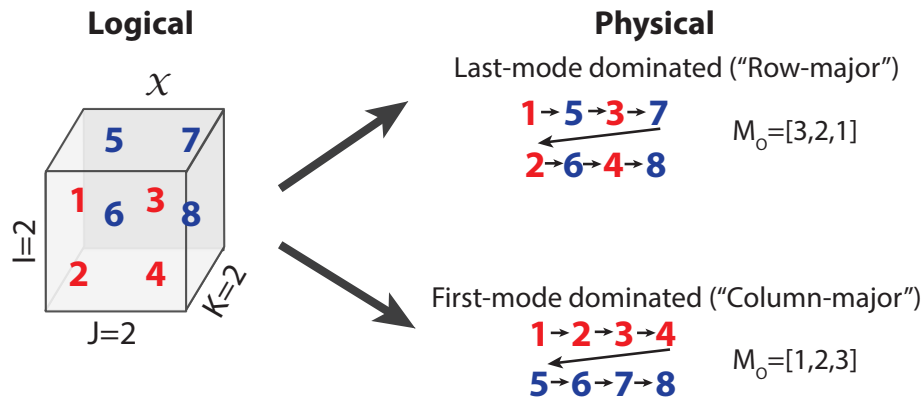 Logical
X
5 7
1 3
6 8
2 4
I=2
J=2
K=2
Physical
Last-mode dominated (“Row-major”)
1→5→3→7
2→6→4→8
M_O=[3,2,1]
First-mode dominated (“Column-major”)
1→2→3→4
5→6→7→8
M_O=[1,2,3]